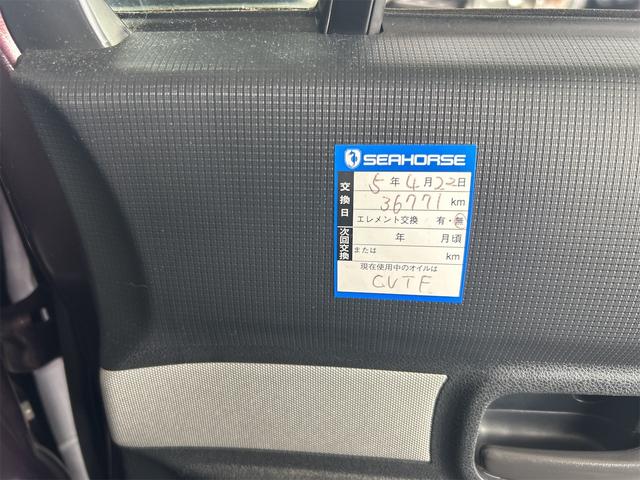 SEAHORSE
交換日 5年4月22日
36771 km
エレメント交換 有・無
次回交換 年 月頃
または km
現在使用中のオイルは
CVTF